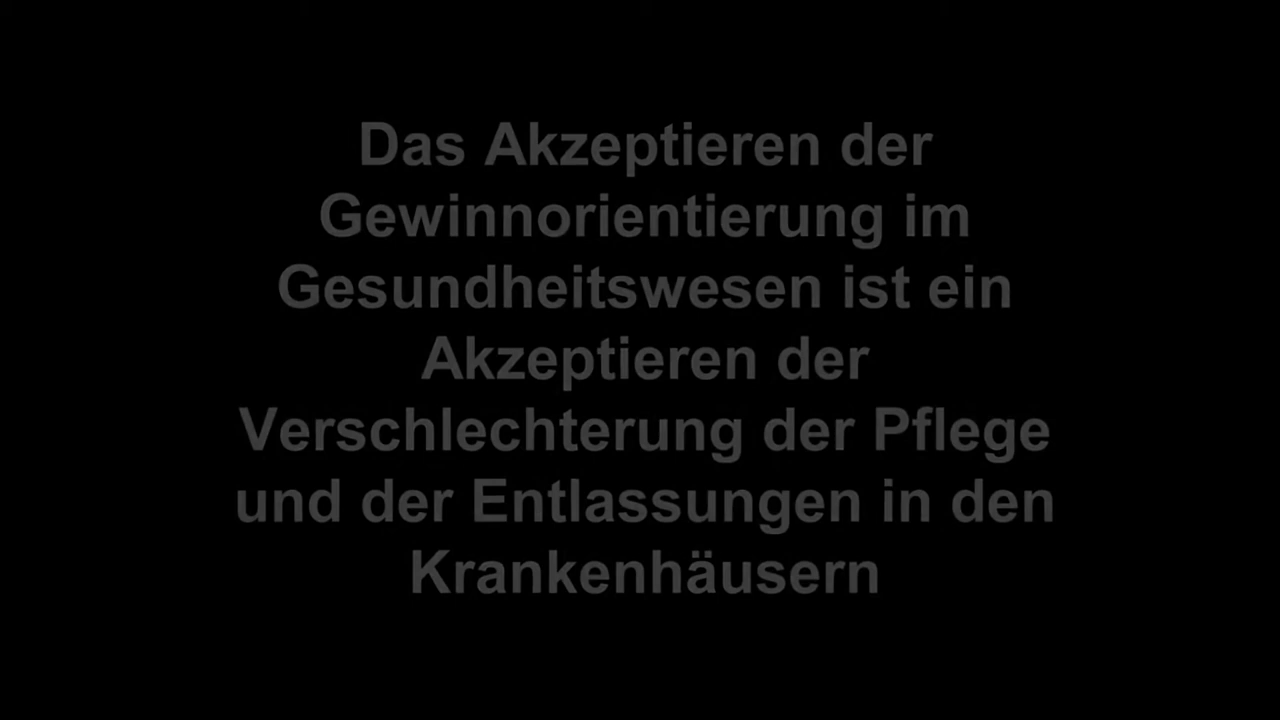 Das Akzeptieren der
Gewinnorientierung im
Gesundheitswesen ist ein
Akzeptieren der
Verschlechterung der Pflege
und der Entlassungen in den
Krankenhäusern